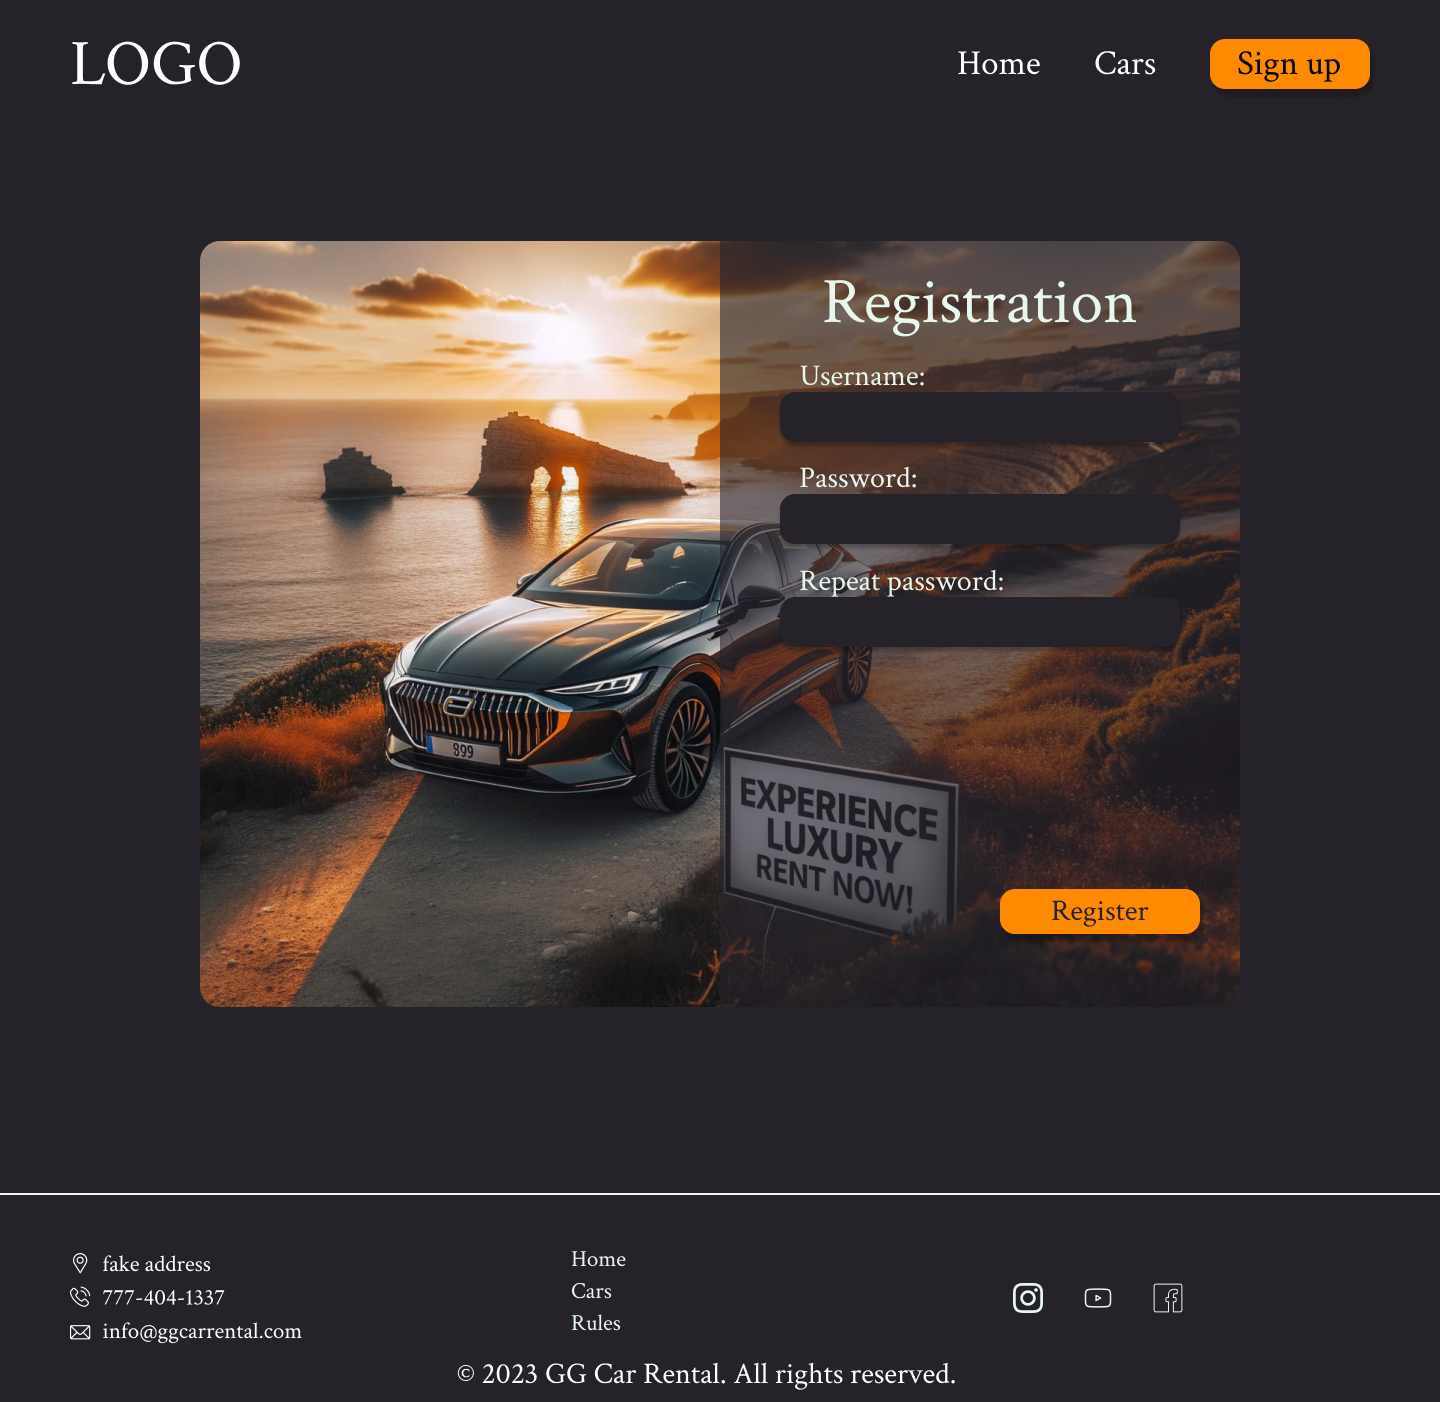 LOGO
Home
Cars
Sign up
Registration
Username:
Password:
Repeat password:
899
EXPERIENCE
LUXURY
RENT NOW!
Register
fake address
777-404-1337
info@ggcarrental.com
Home
Cars
Rules
© 2023 GG Car Rental. All rights reserved.